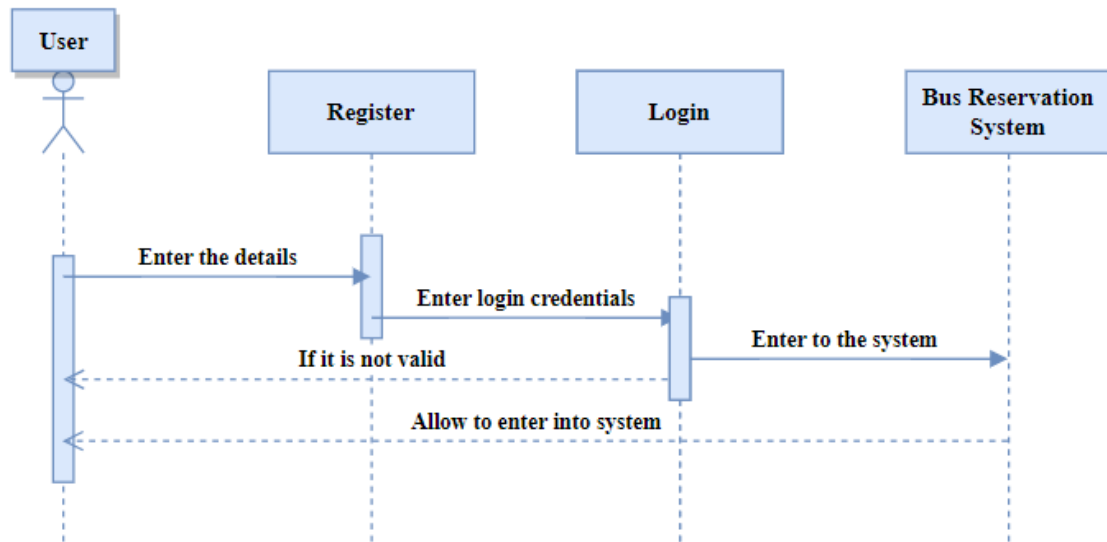 User
Register
Login
Bus Reservation
System
Enter the details
Enter login credentials
Enter to the system
If it is not valid
Allow to enter into system